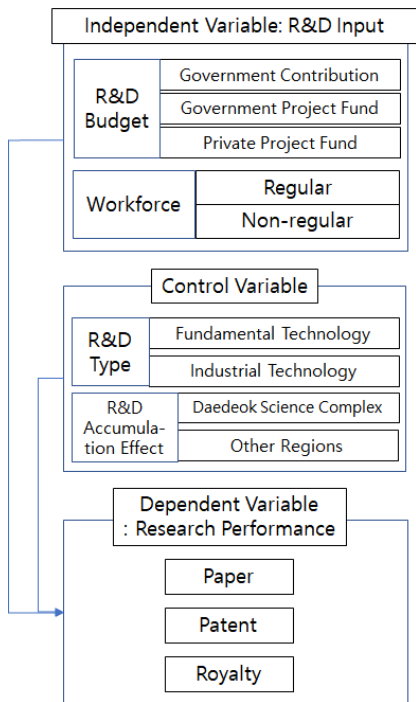 Independent Variable: R&D Input
R&D
Budget
Government Contribution
Government Project Fund
Private Project Fund
Workforce
Regular
Non-regular
Control Variable
R&D
Type
Fundamental Technology
Industrial Technology
R&D
Accumula-
tion Effect
Daedeok Science Complex
Other Regions
Dependent Variable
: Research Performance
Paper
Patent
Royalty